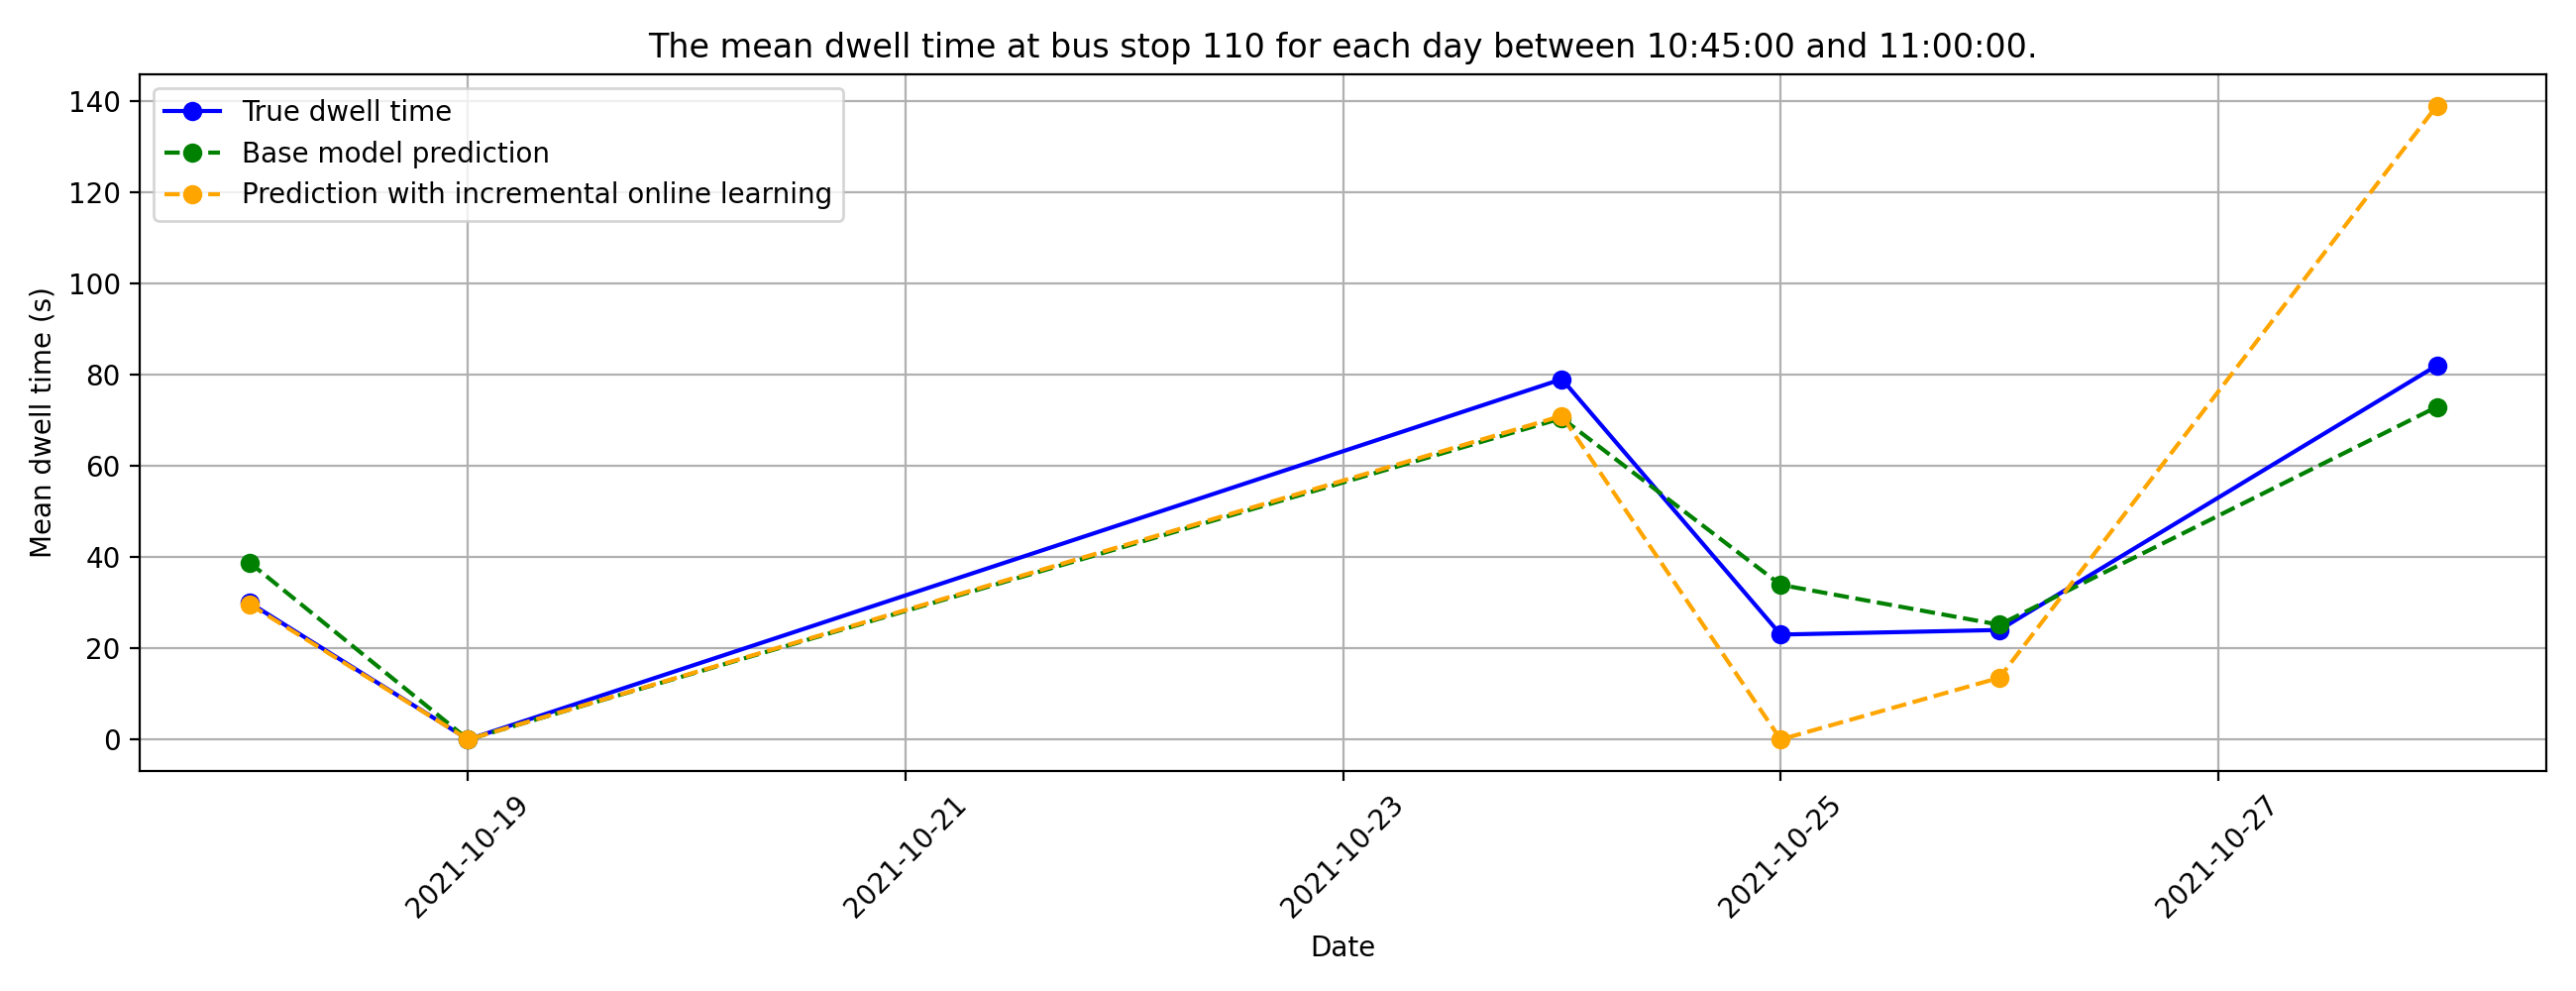 The mean dwell time at bus stop 110 for each day between 10:45:00 and 11:00:00.
True dwell time
Base model prediction
Prediction with incremental online learning
Mean dwell time (s)
140
120
100
80
60
40
20
0
2021-10-19
2021-10-21
2021-10-23
2021-10-25
2021-10-27
Date